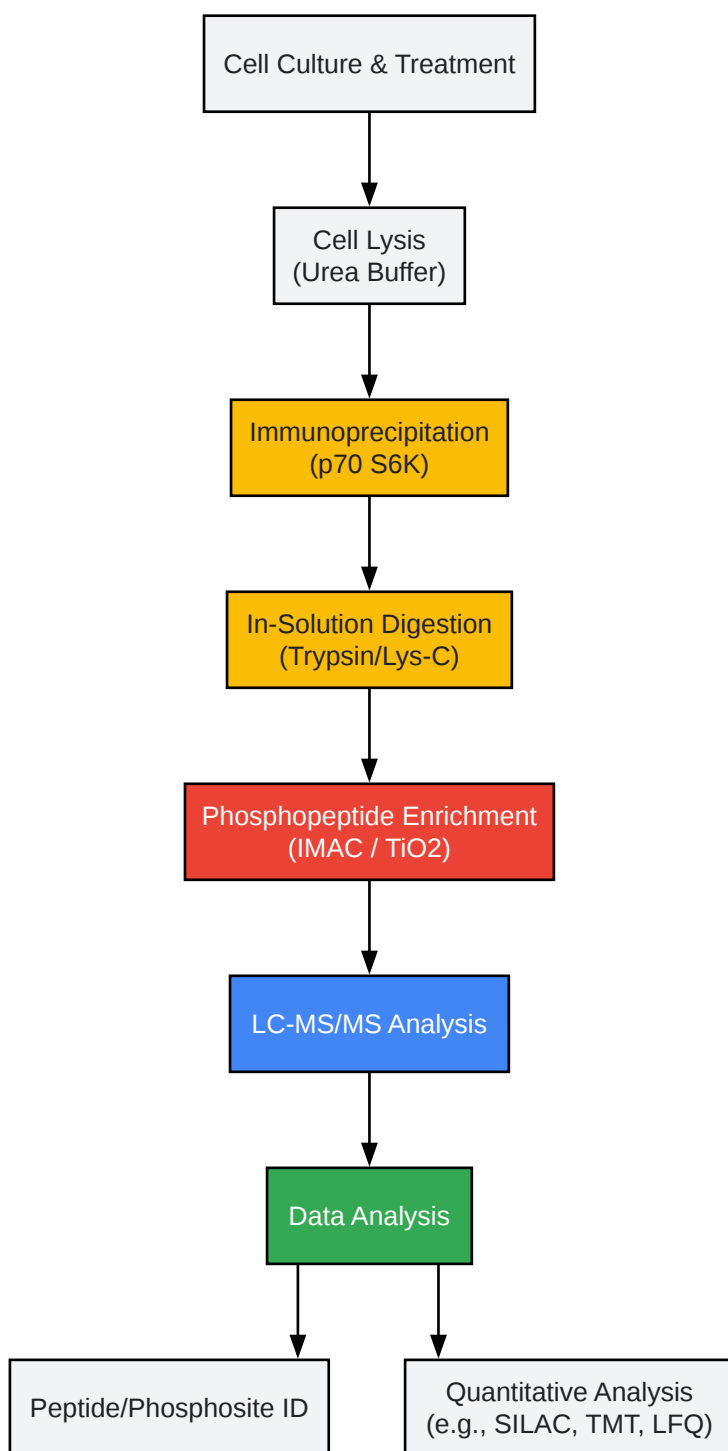 Cell Culture & Treatment
Cell Lysis
(Urea Buffer)
Immunoprecipitation
(p70 S6K)
In-Solution Digestion
(Trypsin/Lys-C)
Phosphopeptide Enrichment
(IMAC / TiO2)
LC-MS/MS Analysis
Data Analysis
Peptide/Phosphosite ID
Quantitative Analysis
(e.g., SILAC, TMT, LFQ)